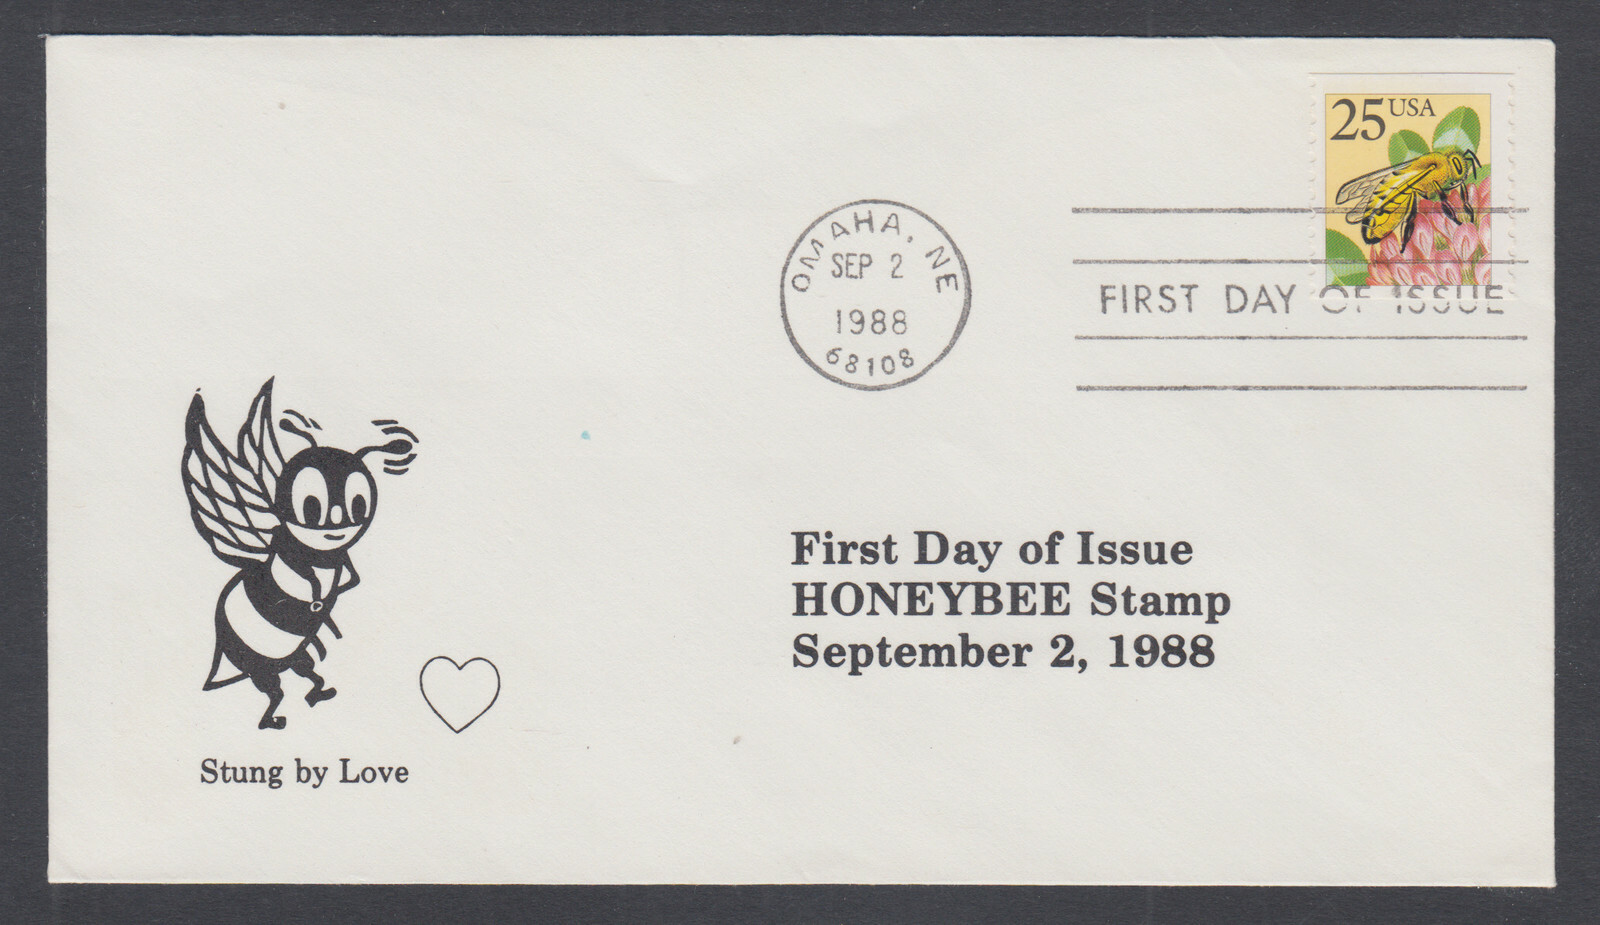 25 USA
OMAHA, NE
SEP 2
1988
68108
FIRST DAY OF ISSUE
First Day of Issue
HONEYBEE Stamp
September 2, 1988
Stung by Love